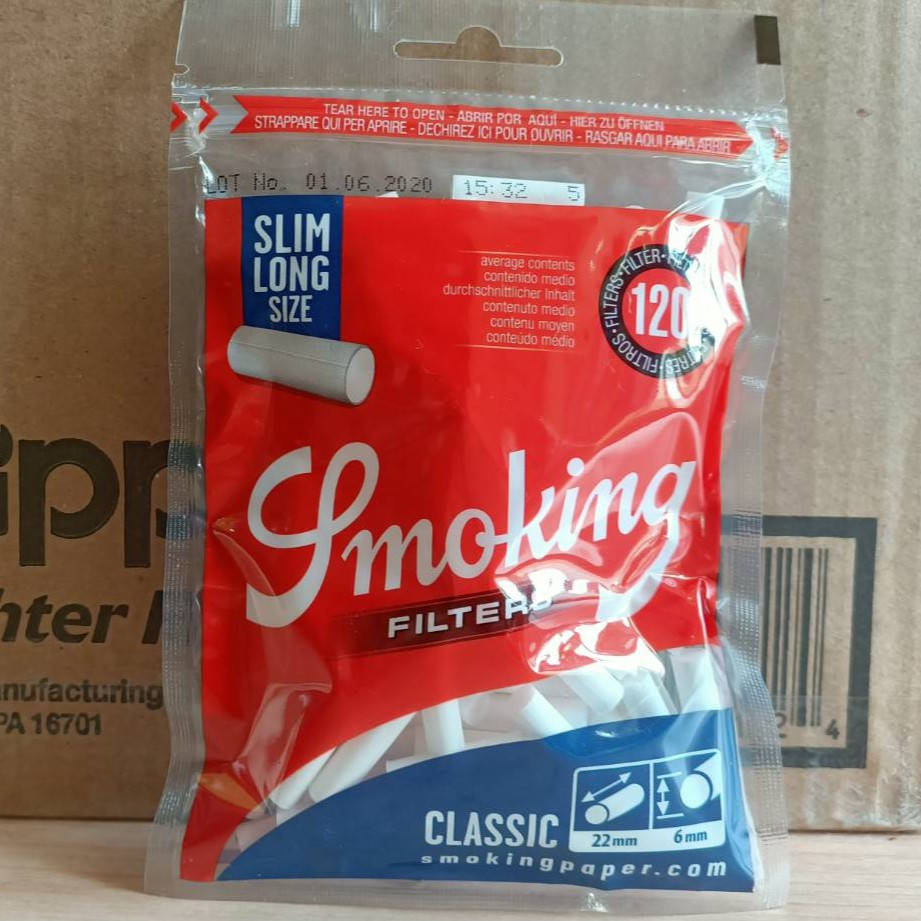 TEAR HERE TO OPEN - ABRIR POR AQUÍ - HIER ZU ÖFFNEN
STRAPPARE QUI PER APRIRE - DECHIREZ ICI POUR OUVRIR - RASGAR AQUI PARA ABRIR
LOT No. 01.06.2020 15:32 5
SLIM
LONG
SIZE
average contents
contenido medio
durchschnittlicher Inhalt
contenuto medio
contenu moyen
conteúdo médio
FILTERS·FILTER·
120
·FILTROS·
Smoking
FILTERS
CLASSIC
22mm
6mm
smokingpaper.com
ipp
hter
anufacturing
PA 16701
2 4